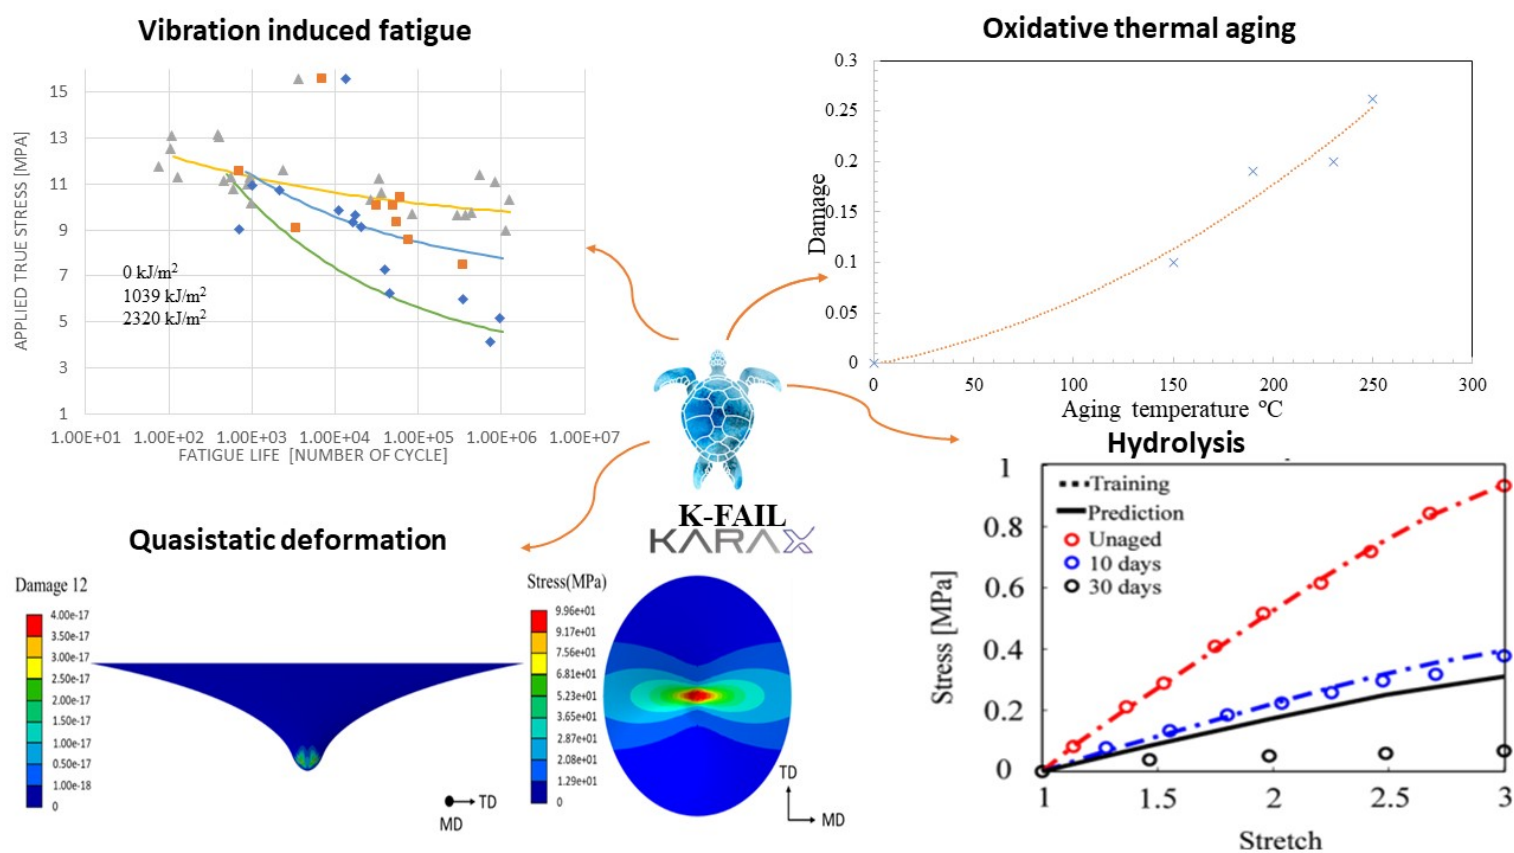 Vibration induced fatigue
APPLIED TRUE STRESS [MPA]
15
13
11
9
7
5
3
1
0 kJ/m²
1039 kJ/m²
2320 kJ/m²
1.00E+01 1.00E+02 1.00E+03 1.00E+04 1.00E+05 1.00E+06 1.00E+07
FATIGUE LIFE [NUMBER OF CYCLE]
Oxidative thermal aging
Damage
0.3
0.25
0.2
0.15
0.1
0.05
0
0 50 100 150 200 250 300
Aging temperature °C
K-FAIL
KARAX
Quasistatic deformation
Damage 12
4.00e-17
3.50e-17
3.00e-17
2.50e-17
2.00e-17
1.50e-17
1.00e-17
0.50e-17
1.00e-18
0
TD
MD
Stress(MPa)
9.96e+01
9.17e+01
7.56e+01
6.81e+01
5.23e+01
3.65e+01
2.87e+01
2.08e+01
1.29e+01
0
TD
MD
Hydrolysis
Stress [MPa]
1
0.8
0.6
0.4
0.2
0
Training
Prediction
Unaged
10 days
30 days
1 1.5 2 2.5 3
Stretch